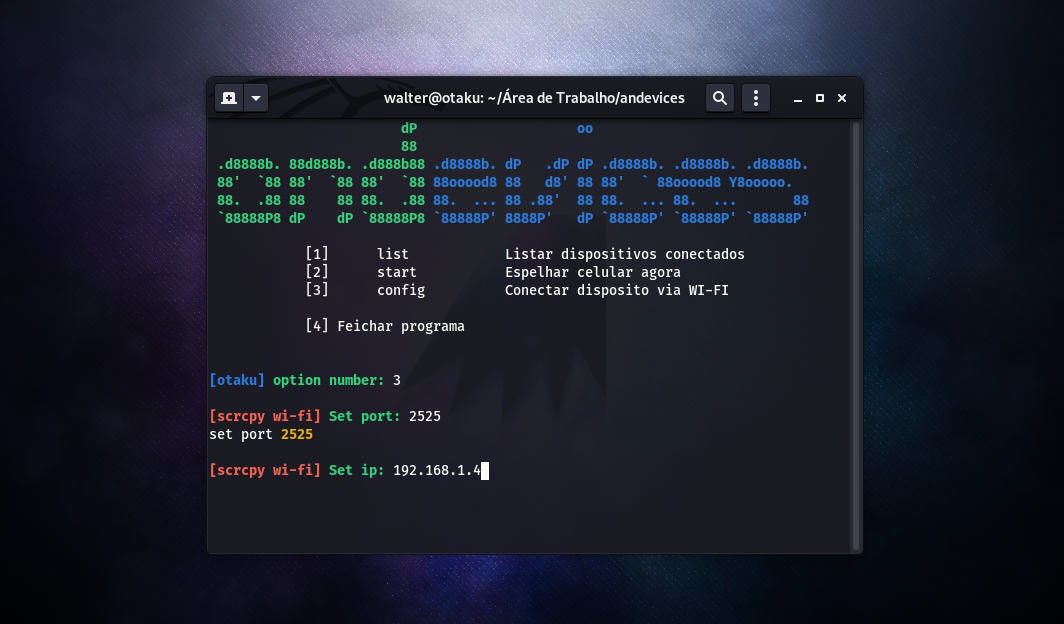 walter@otaku: ~/Área de Trabalho/andevices
                        dP                    oo
                        88
 .d8888b. 88d888b. .d888b88 .d8888b. dP   .dP dP .d8888b. .d8888b. .d8888b.
 88'  `88 88'  `88 88'  `88 88ooood8 88   d8' 88 88'  ` 88ooood8 Y8ooooo.
 88.  .88 88    88 88.  .88 88.  ... 88 .88'  88 88.  ... 88.  ...       88
 `88888P8 dP    dP `88888P8 `88888P' 8888P'   dP `88888P' `88888P' `88888P'
[1] list Listar dispositivos conectados
[2] start Espelhar celular agora
[3] config Conectar disposito via WI-FI
[4] Feichar programa
[otaku] option number: 3
[scrcpy wi-fi] Set port: 2525
set port 2525
[scrcpy wi-fi] Set ip: 192.168.1.4